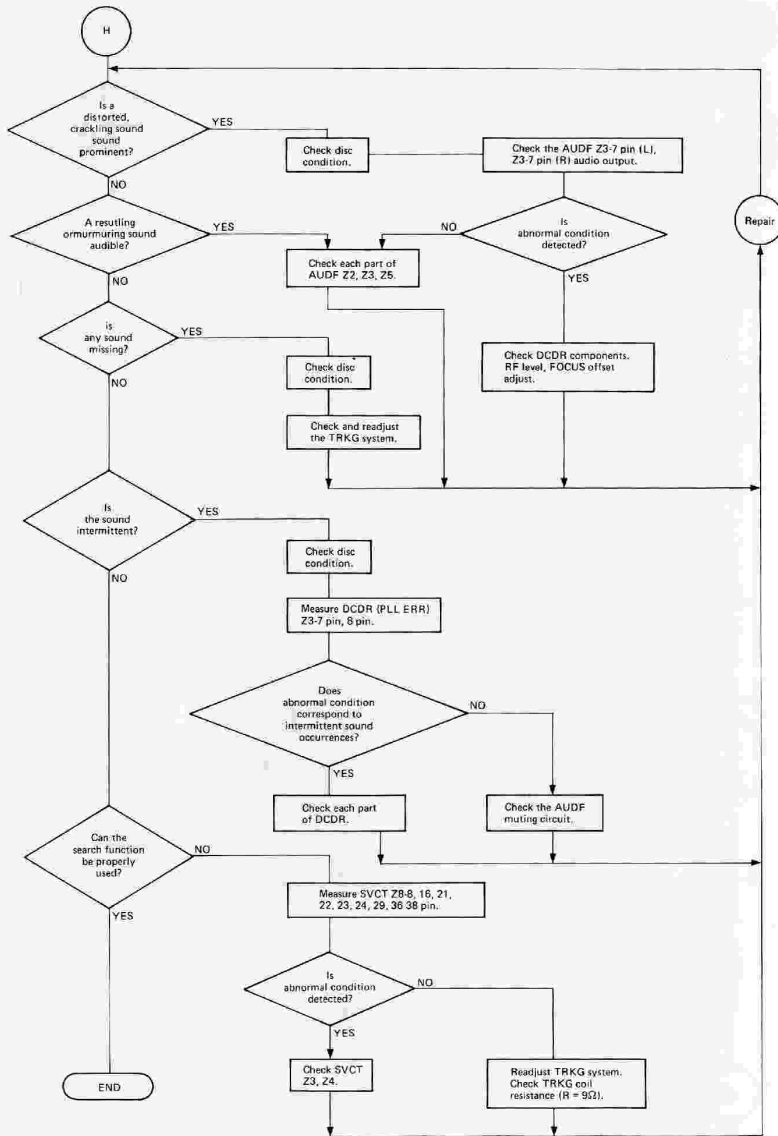 H
Is a
distorted,
crackling sound
sound
prominent?
YES
NO
Check disc
condition.
Check the AUDF Z3-7 pin (L),
Z3-7 pin (R) audio output.
Repair
A resutling
ormurmuring sound
audible?
YES
NO
Is
abnormal condition
detected?
NO
YES
Check each part of
AUDF Z2, Z3, Z5.
is
any sound
missing?
YES
NO
Check disc
condition.
Check and readjust
the TRKG system.
Check DCDR components.
RF level, FOCUS offset
adjust.
Is
the sound
intermittent?
YES
NO
Check disc
condition.
Measure DCDR (PLL ERR)
Z3-7 pin, 8 pin.
Does
abnormal condition
correspond to
intermittent sound
occurrences?
NO
YES
Check each part
of DCDR.
Check the AUDF
muting circuit.
Can the
search function
be properly
used?
NO
YES
Measure SVCT Z8-8, 16, 21,
22, 23, 24, 29, 36 38 pin.
Is
abnormal condition
detected?
NO
YES
Check SVCT
Z3, Z4.
Readjust TRKG system.
Check TRKG coil
resistance (R = 9Ω).
END